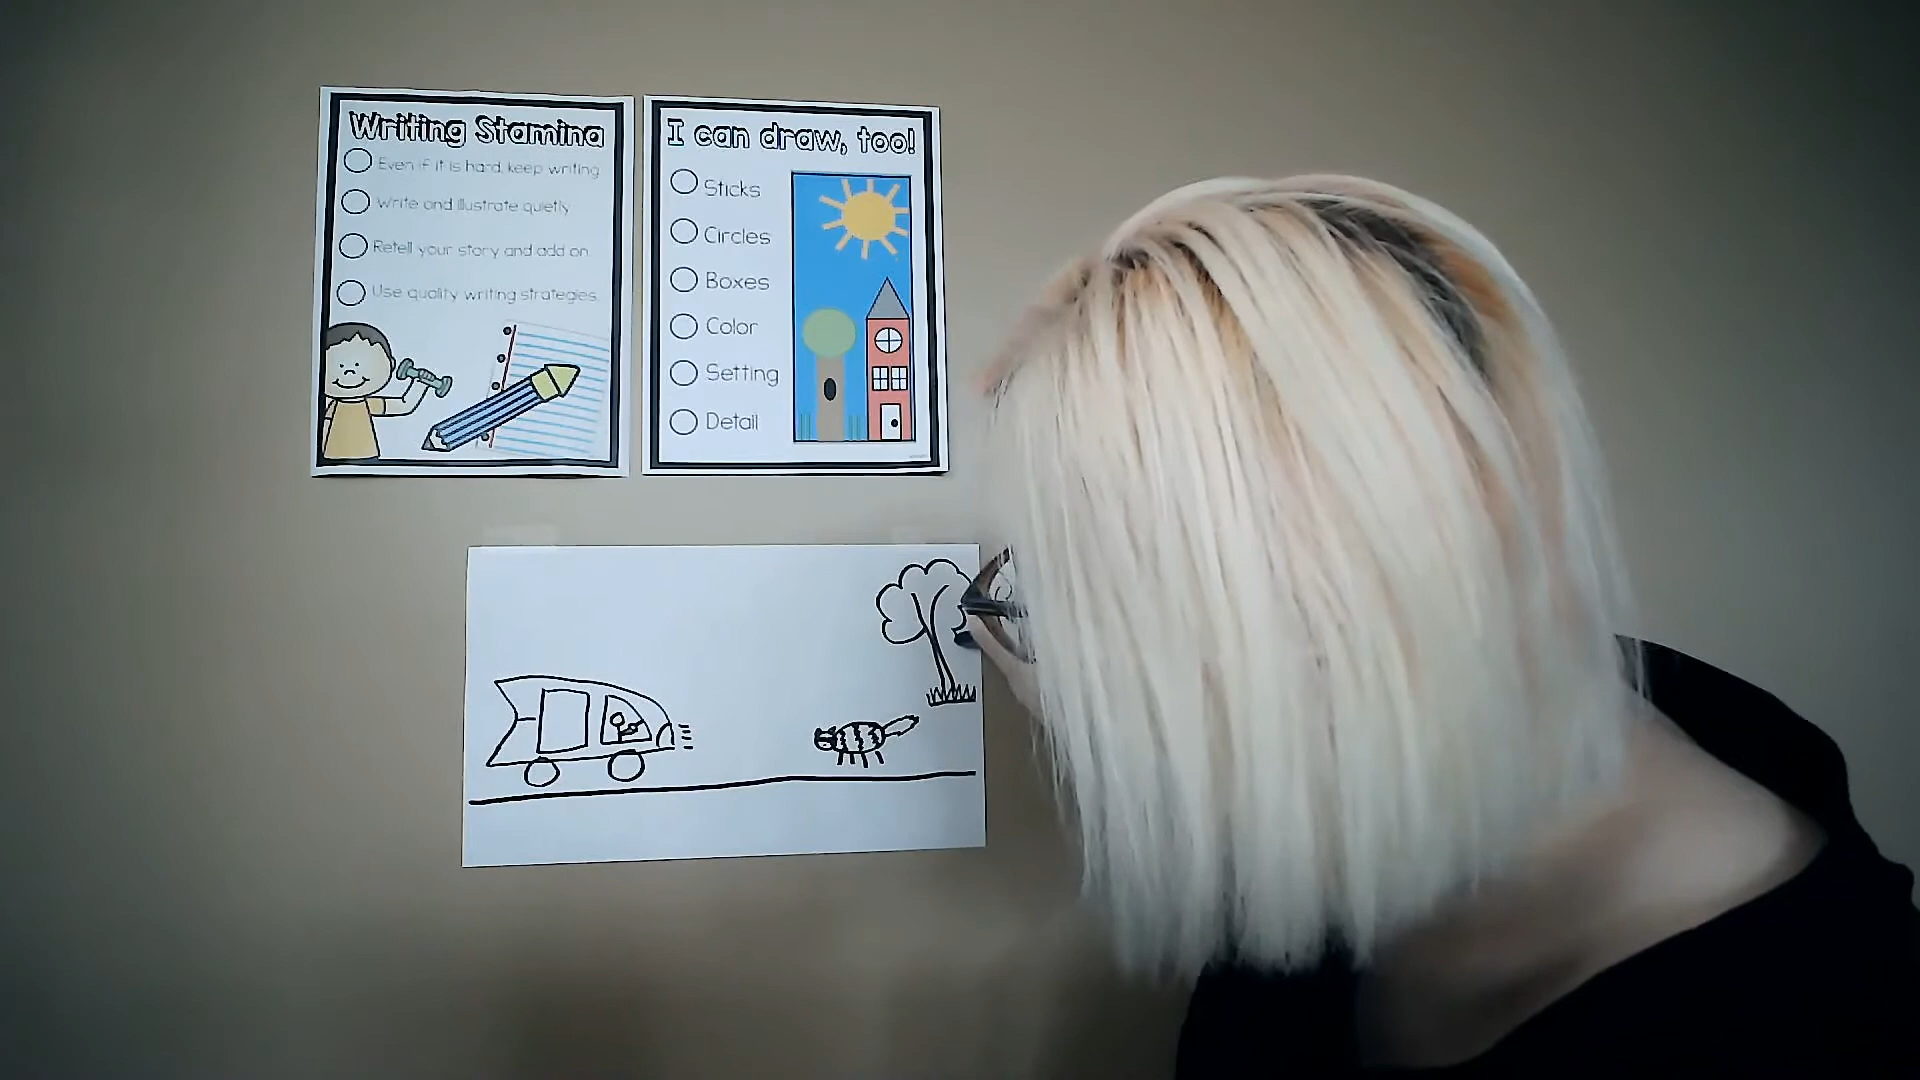 Writing Stamina
Even if it is hard, keep writing.
Write and illustrate quietly.
Retell your story and add on.
Use quality writing strategies.
I can draw, too!
Sticks
Circles
Boxes
Color
Setting
Detail